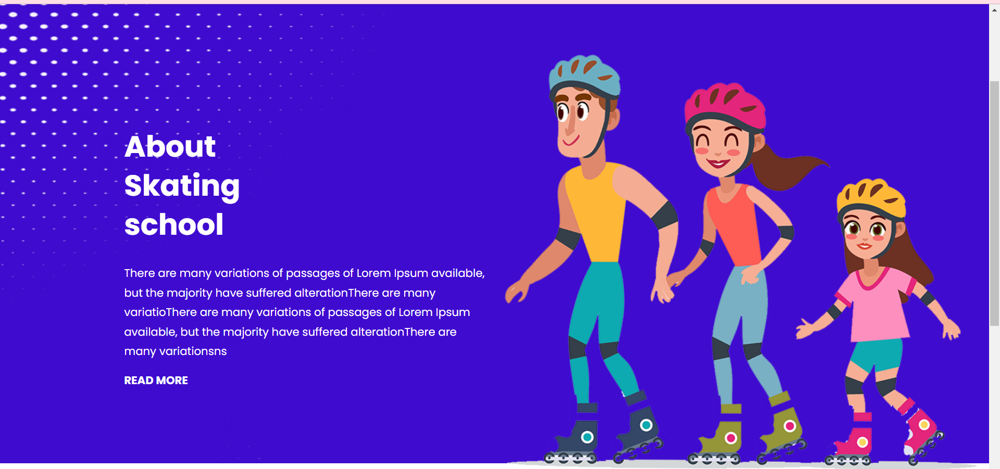 About
Skating
school
There are many variations of passages of Lorem Ipsum available,
but the majority have suffered alterationThere are many
variatioThere are many variations of passages of Lorem Ipsum
available, but the majority have suffered alterationThere are
many variationsns
READ MORE